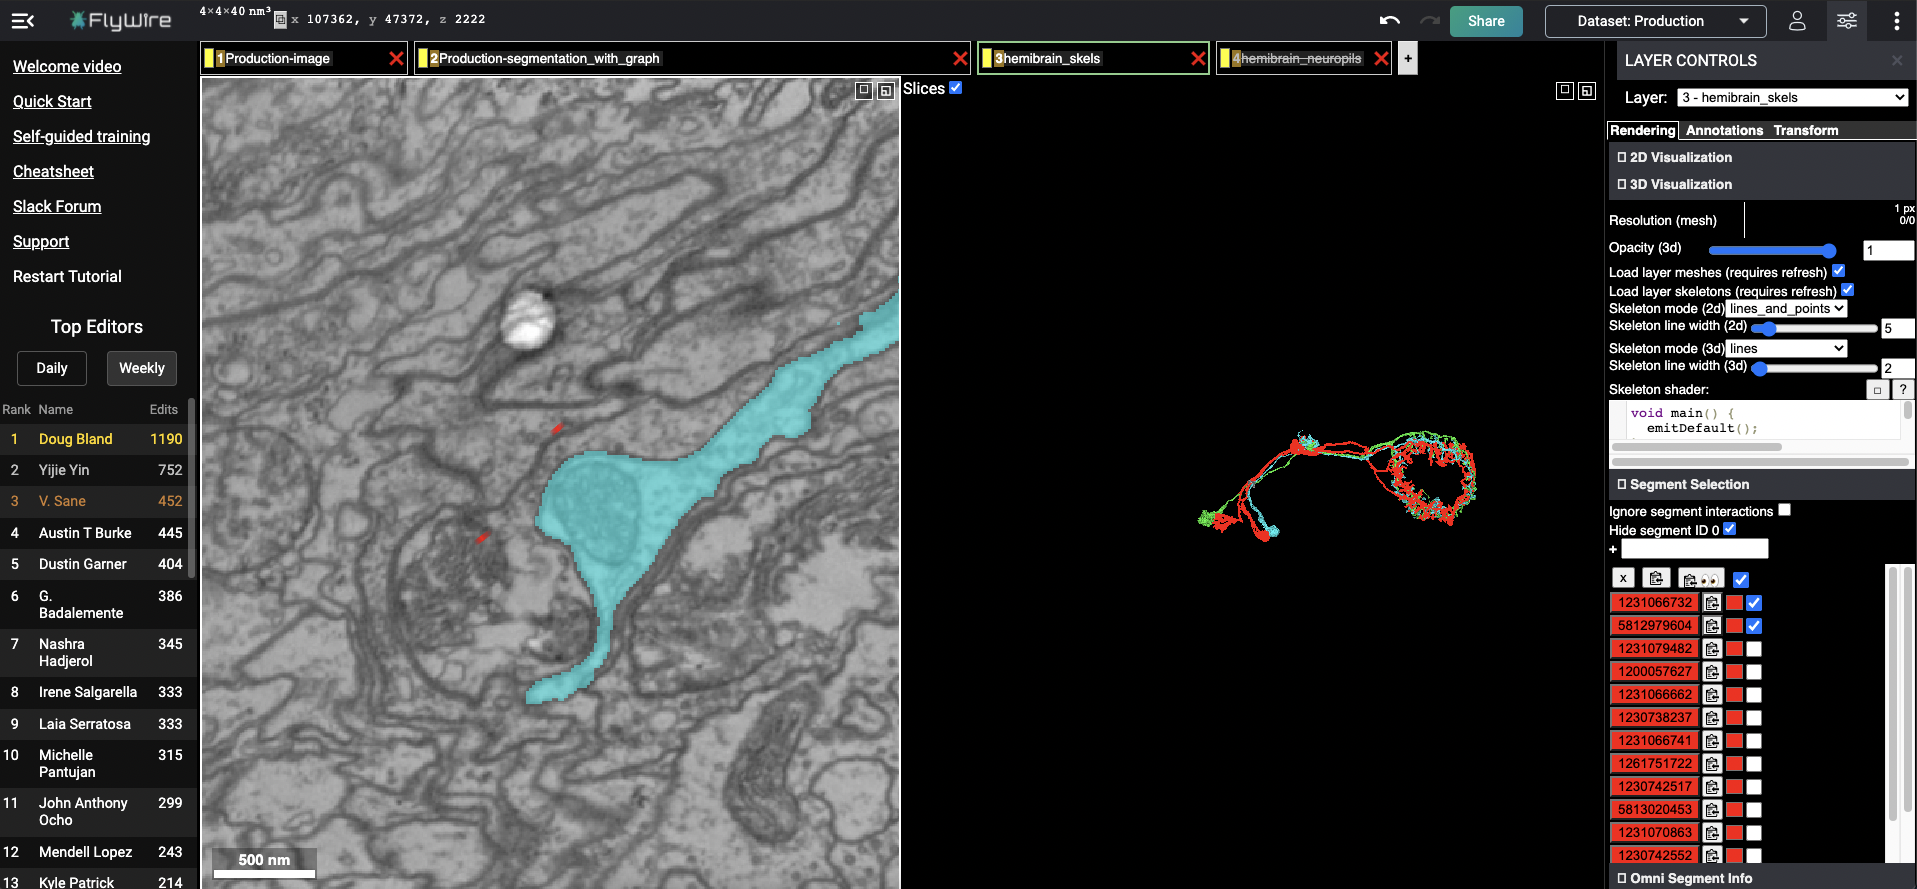 FlyWire
4×4×40 nm³ x 107362, y 47372, z 2222
Share
Dataset: Production
1Production-image
2Production-segmentation_with_graph
3hemibrain_skels
4hemibrain_neuropils
+
Welcome video
Quick Start
Self-guided training
Cheatsheet
Slack Forum
Support
Restart Tutorial
Top Editors
Daily Weekly
Rank Name Edits
1 Doug Bland 1190
2 Yijie Yin 752
3 V. Sane 452
4 Austin T Burke 445
5 Dustin Garner 404
6 G. Badalemente 386
7 Nashra Hadjerol 345
8 Irene Salgarella 333
9 Laia Serratosa 333
10 Michelle Pantujan 315
11 John Anthony Ocho 299
12 Mendell Lopez 243
13 Kyle Patrick 214
500 nm
Slices
LAYER CONTROLS
Layer: 3 - hemibrain_skels
Rendering Annotations Transform
2D Visualization
3D Visualization
1 px
Resolution (mesh) 0/0
Opacity (3d) 1
Load layer meshes (requires refresh)
Load layer skeletons (requires refresh)
Skeleton mode (2d) lines_and_points
Skeleton line width (2d) 5
Skeleton mode (3d) lines
Skeleton line width (3d) 2
Skeleton shader: ?
void main() {
emitDefault();
Segment Selection
Ignore segment interactions
Hide segment ID 0
+
x
1231066732
5812979604
1231079482
1200057627
1231066662
1230738237
1231066741
1261751722
1230742517
5813020453
1231070863
1230742552
Omni Segment Info